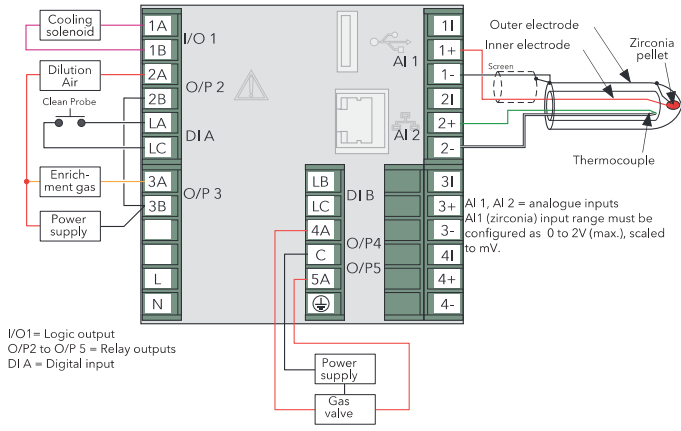 Cooling
solenoid
Dilution
Air
Clean Probe
Enrich-
ment gas
Power
supply
1A
1B
2A
2B
LA
LC
3A
3B
L
N
I/O 1
O/P 2
DI A
O/P 3
AI 1
AI 2
LB
LC
4A
C
5A
DI B
O/P4
O/P5
1I
1+
1-
2I
2+
2-
3I
3+
3-
4I
4+
4-
Screen
Outer electrode
Inner electrode
Zirconia
pellet
Thermocouple
AI 1, AI 2 = analogue inputs
AI1 (zirconia) input range must be
configured as 0 to 2V (max.), scaled
to mV.
I/O1= Logic output
O/P2 to O/P 5 = Relay outputs
DI A = Digital input
Power
supply
Gas
valve